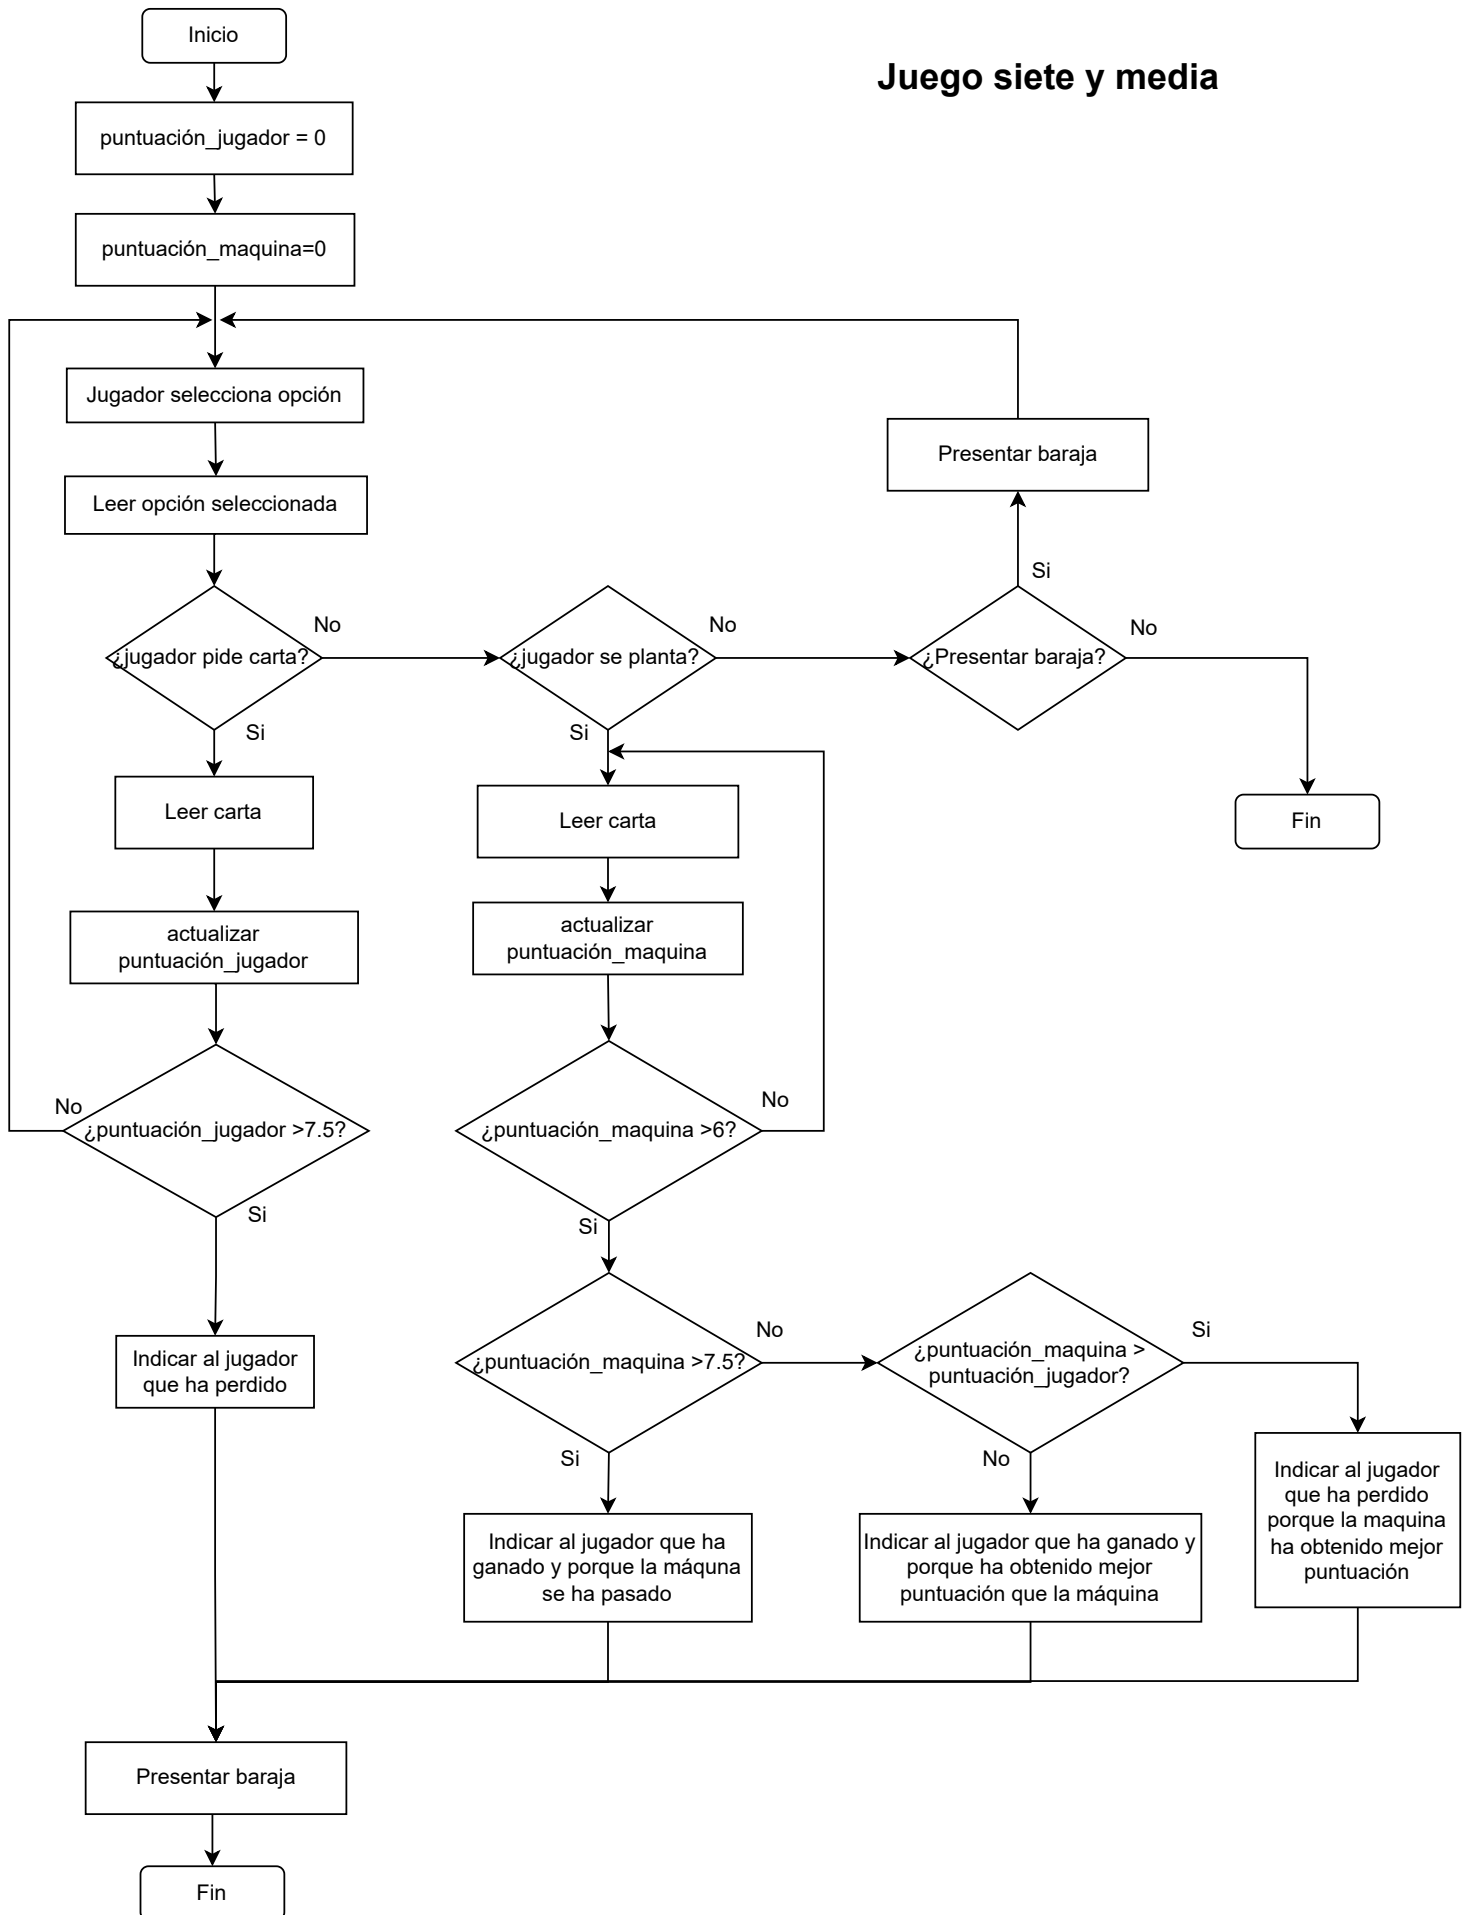 Inicio
Juego siete y media
puntuación_jugador = 0
puntuación_maquina=0
Jugador selecciona opción
Presentar baraja
Leer opción seleccionada
Si
No
No
No
¿jugador pide carta?
¿jugador se planta?
¿Presentar baraja?
Si
Si
Leer carta
Leer carta
Fin
actualizar
puntuación_jugador
actualizar
puntuación_maquina
No
No
¿puntuación_jugador >7.5?
¿puntuación_maquina >6?
Si
Si
Indicar al jugador
que ha perdido
No
Si
¿puntuación_maquina >7.5?
¿puntuación_maquina >
puntuación_jugador?
Si
No
Indicar al jugador que ha
ganado y porque la máquna
se ha pasado
Indicar al jugador que ha ganado y
porque ha obtenido mejor
puntuación que la máquina
Indicar al jugador
que ha perdido
porque la maquina
ha obtenido mejor
puntuación
Presentar baraja
Fin